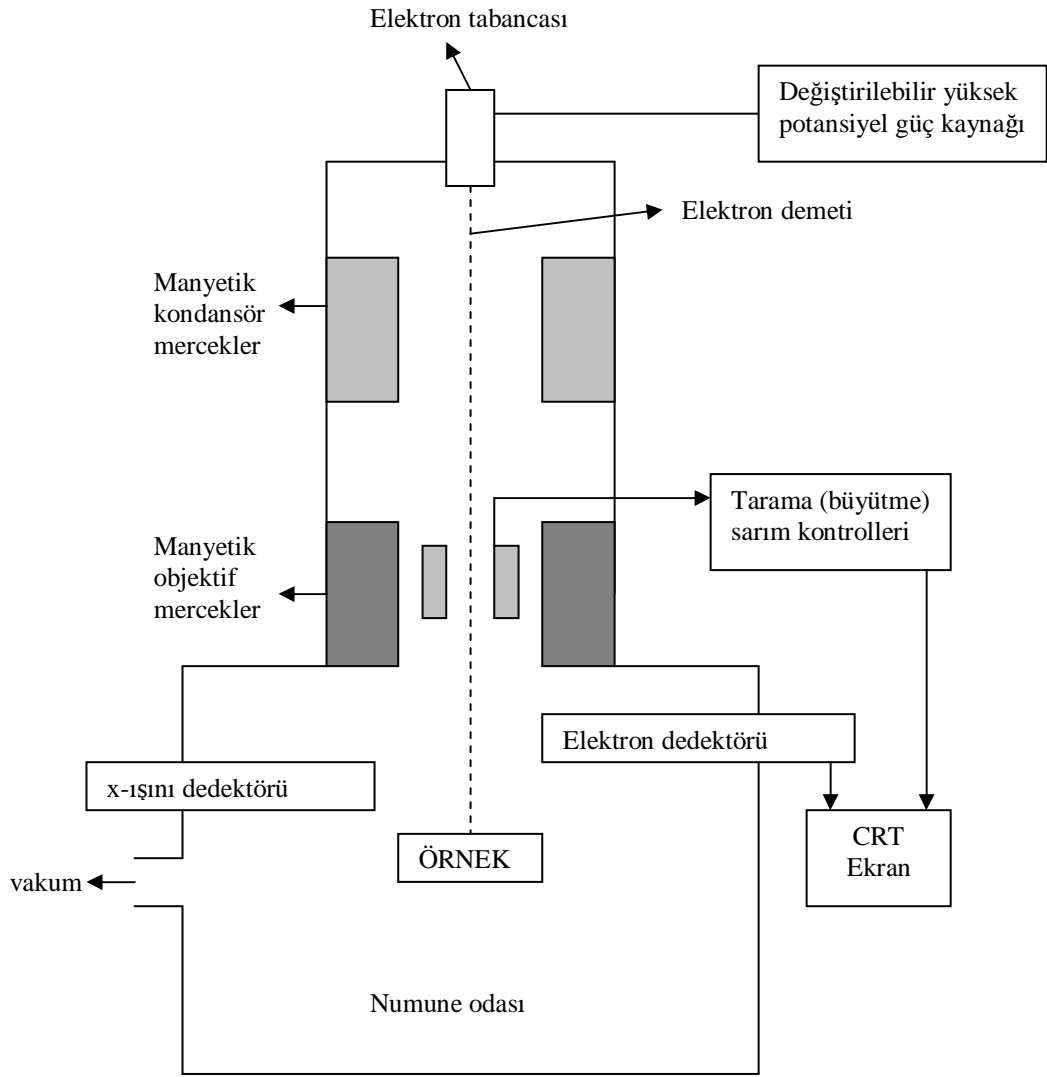 Elektron tabancası
Değiştirilebilir yüksek
potansiyel güç kaynağı
Elektron demeti
Manyetik
kondansör
mercekler
Tarama (büyütme)
sarım kontrolleri
Manyetik
objektif
mercekler
Elektron dedektörü
x-ışını dedektörü
CRT
Ekran
ÖRNEK
vakum
Numune odası